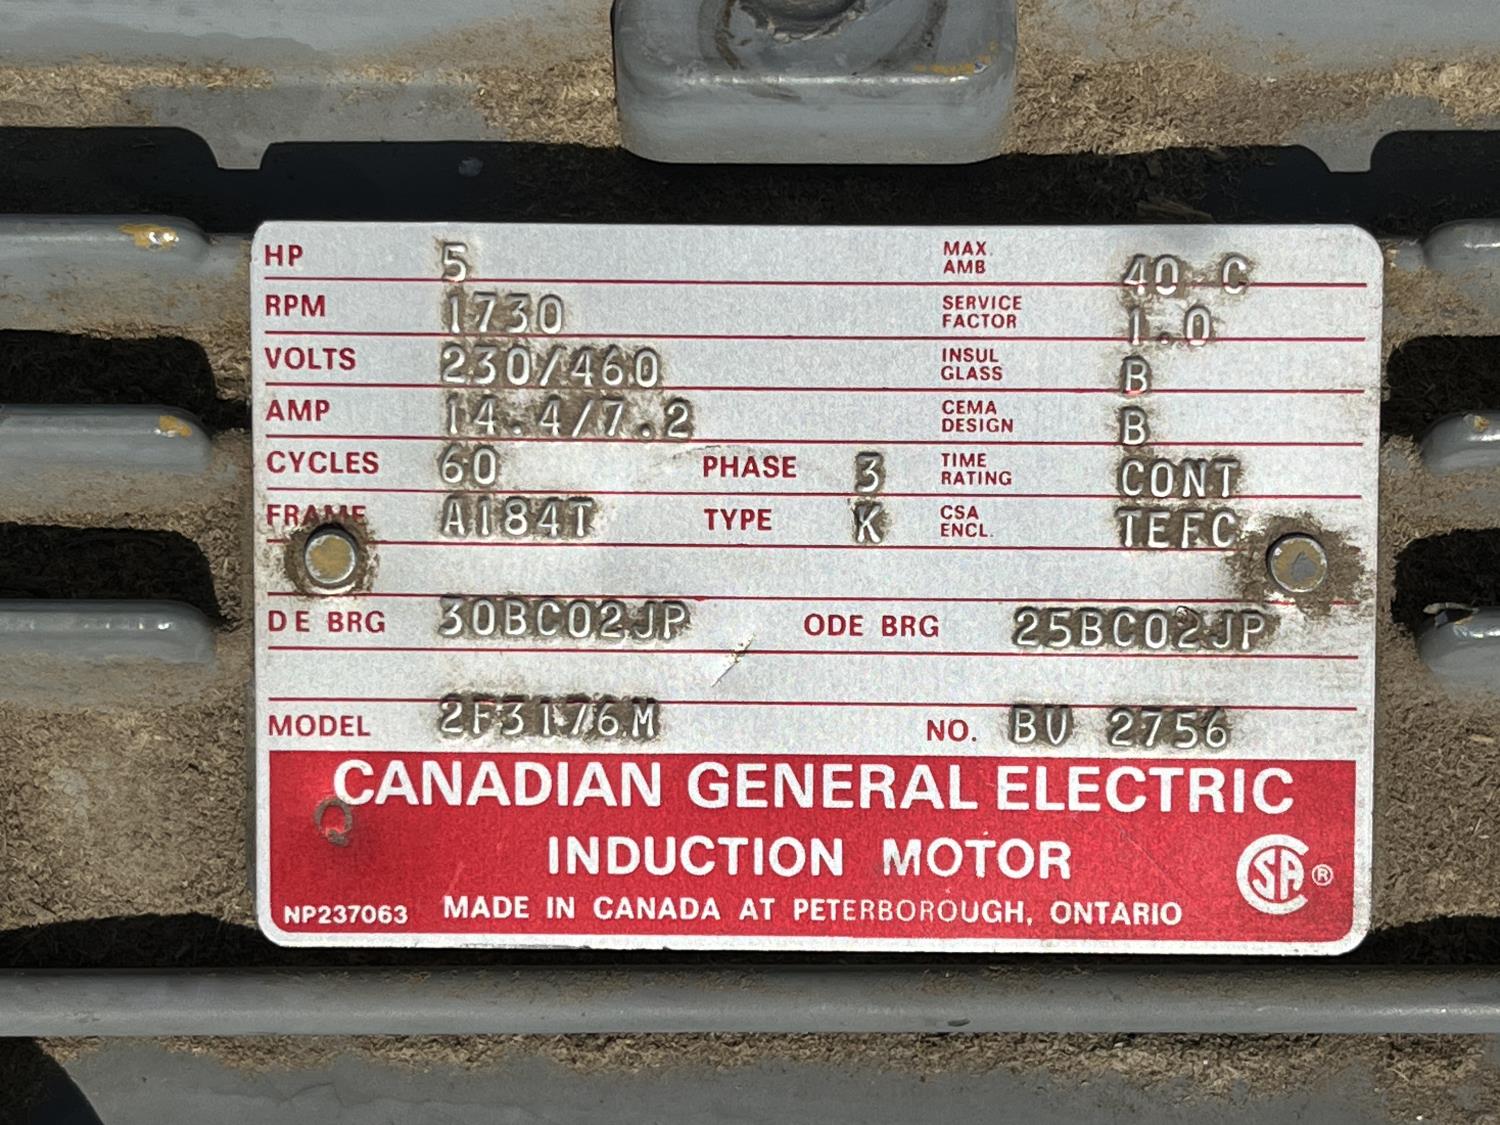 HP 5 MAX. AMB 40 C
RPM 1730 SERVICE FACTOR 1.0
VOLTS 230/460 INSUL CLASS B
AMP 14.4/7.2 CEMA DESIGN B
CYCLES 60 PHASE 3 TIME RATING CONT
FRAME A184T TYPE K CSA ENCL. TEFC
DE BRG 30BC02JP ODE BRG 25BC02JP
MODEL 2F3176M NO. BU 2756
CANADIAN GENERAL ELECTRIC
INDUCTION MOTOR
SA ®
NP237063 MADE IN CANADA AT PETERBOROUGH, ONTARIO